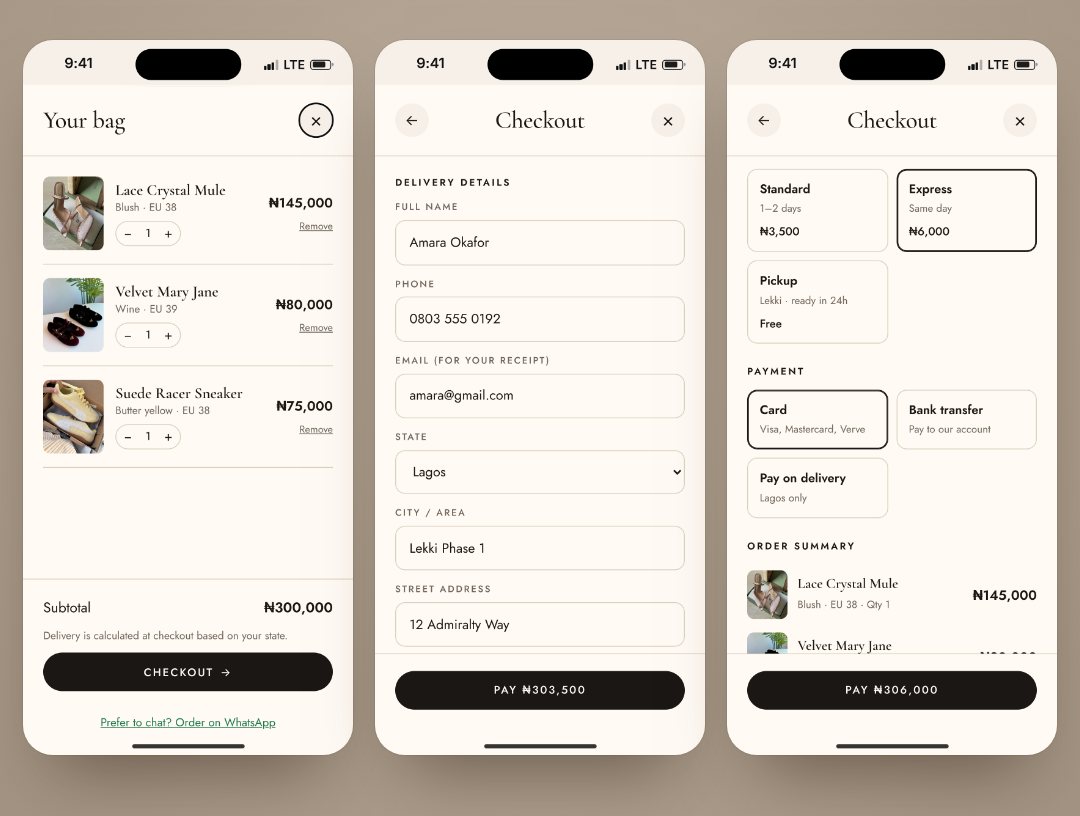 9:41
LTE
Your bag
Lace Crystal Mule
Blush · EU 38
− 1 +
₦145,000
Remove
Velvet Mary Jane
Wine · EU 39
− 1 +
₦80,000
Remove
Suede Racer Sneaker
Butter yellow · EU 38
− 1 +
₦75,000
Remove
Subtotal ₦300,000
Delivery is calculated at checkout based on your state.
CHECKOUT →
Prefer to chat? Order on WhatsApp
9:41
LTE
Checkout
DELIVERY DETAILS
FULL NAME
Amara Okafor
PHONE
0803 555 0192
EMAIL (FOR YOUR RECEIPT)
amara@gmail.com
STATE
Lagos
CITY / AREA
Lekki Phase 1
STREET ADDRESS
12 Admiralty Way
PAY ₦303,500
9:41
LTE
Checkout
Standard
1–2 days
₦3,500
Express
Same day
₦6,000
Pickup
Lekki · ready in 24h
Free
PAYMENT
Card
Visa, Mastercard, Verve
Bank transfer
Pay to our account
Pay on delivery
Lagos only
ORDER SUMMARY
Lace Crystal Mule
Blush · EU 38 · Qty 1
₦145,000
Velvet Mary Jane
PAY ₦306,000